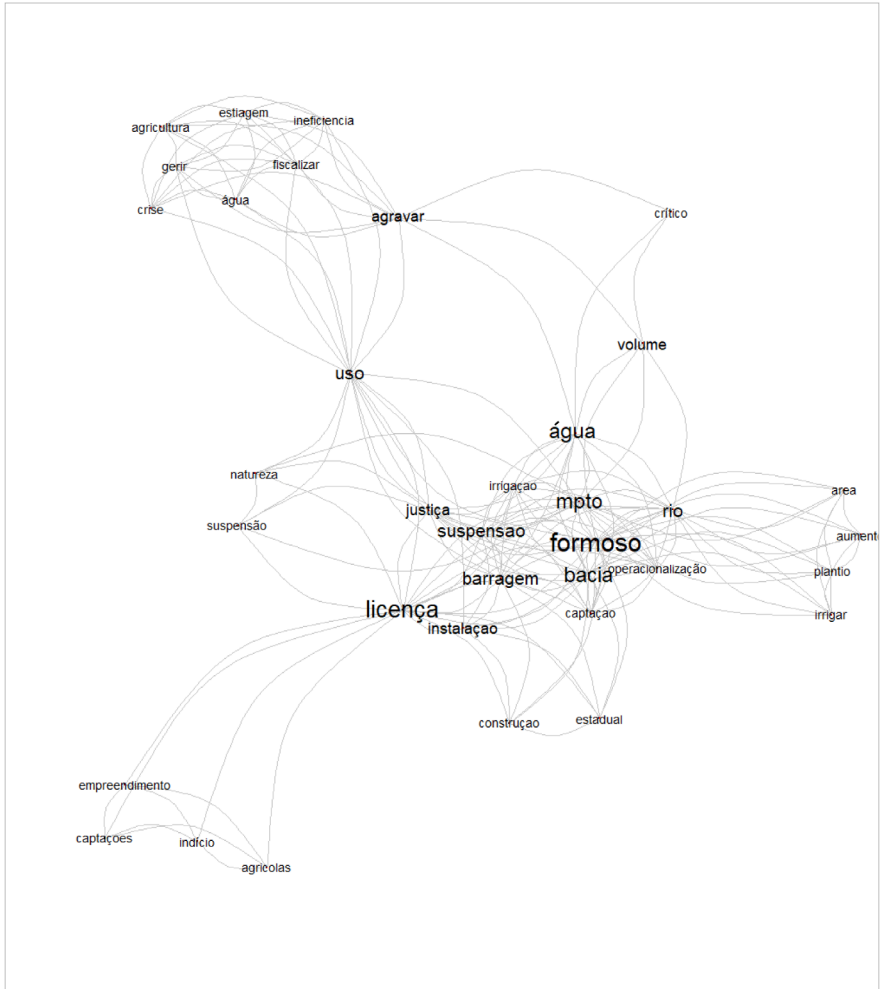 estiagem
ineficiencia
agricultura
gerir
fiscalizar
água
crise
agravar
crítico
volume
uso
água
natureza
irrigaçao
area
mpto
justiça
rio
suspensão
suspensao
aument
formoso
operacionalização
plantio
barragem
bacia
licença
captaçao
irrigar
instalaçao
construçao
estadual
empreendimento
captaçoes
indício
agricolas